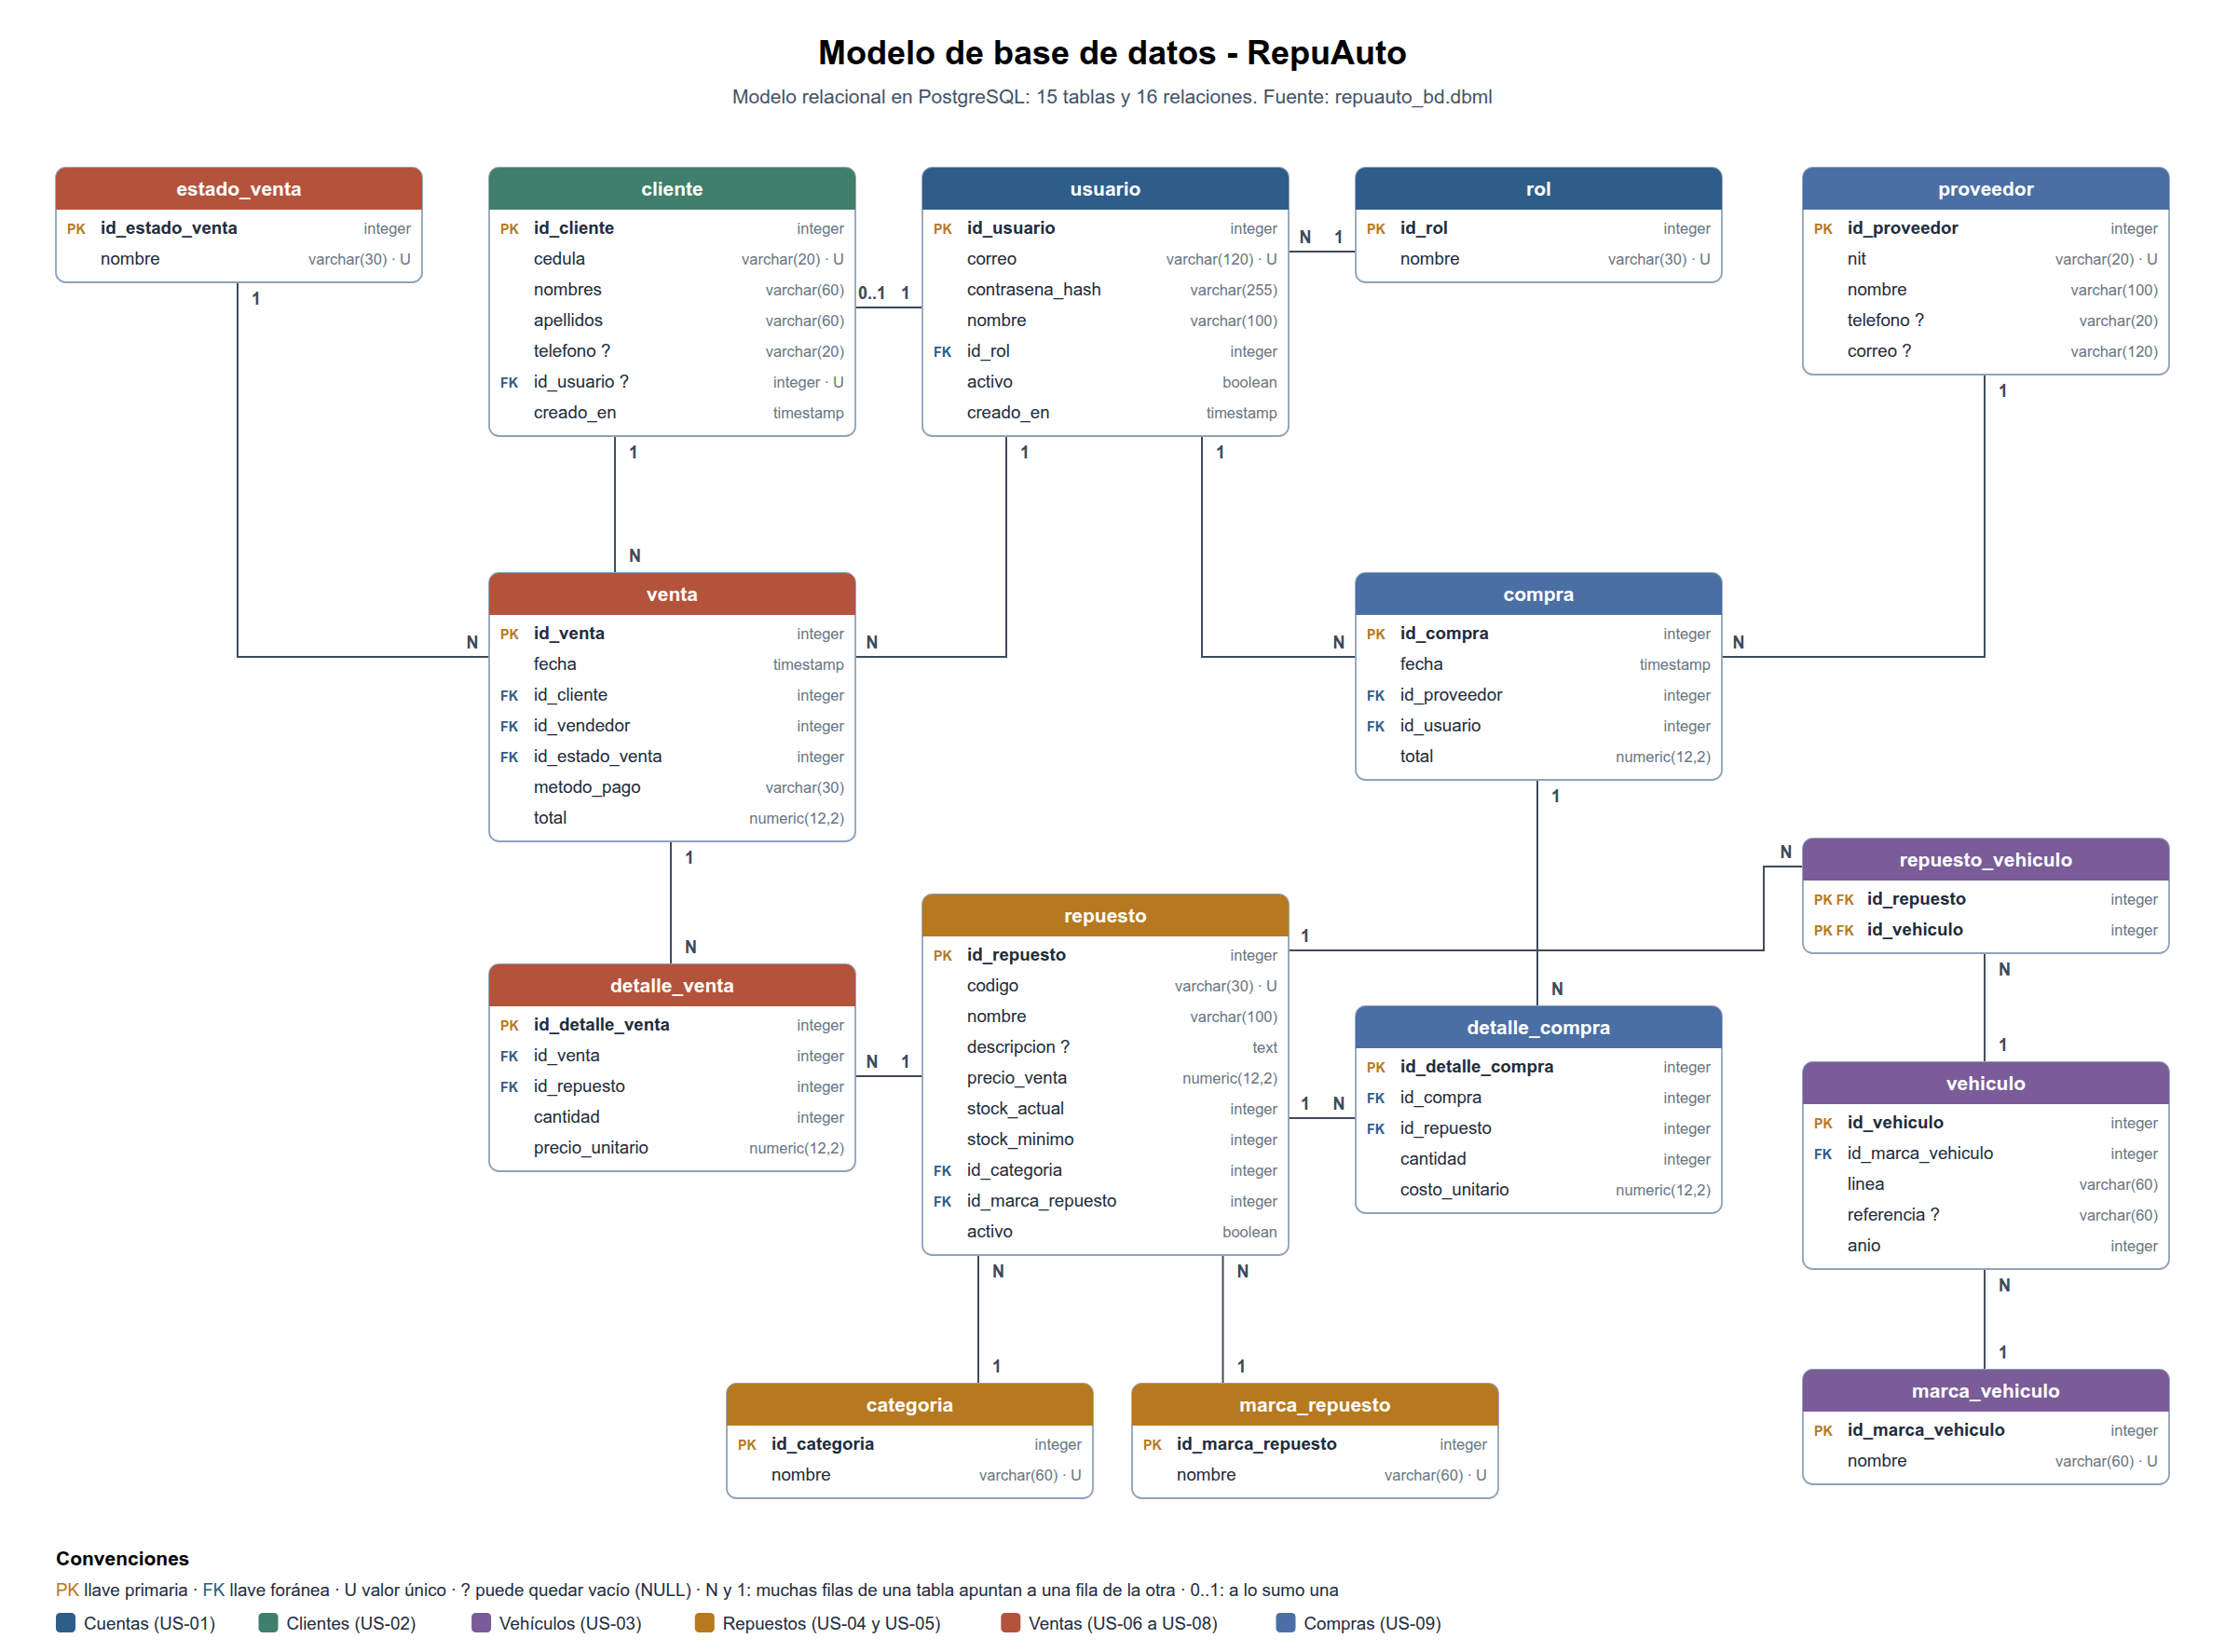 Modelo de base de datos - RepuAuto
Modelo relacional en PostgreSQL: 15 tablas y 16 relaciones. Fuente: repuauto_bd.dbml
estado_venta
PK id_estado_venta integer
nombre varchar(30) · U
1
N
cliente
PK id_cliente integer
cedula varchar(20) · U
nombres varchar(60)
apellidos varchar(60)
telefono ? varchar(20)
FK id_usuario ? integer · U
creado_en timestamp
0..1 1
1
N
usuario
PK id_usuario integer
correo varchar(120) · U
contrasena_hash varchar(255)
nombre varchar(100)
FK id_rol integer
activo boolean
creado_en timestamp
N 1
1
N
1
N
rol
PK id_rol integer
nombre varchar(30) · U
proveedor
PK id_proveedor integer
nit varchar(20) · U
nombre varchar(100)
telefono ? varchar(20)
correo ? varchar(120)
1
N
venta
PK id_venta integer
fecha timestamp
FK id_cliente integer
FK id_vendedor integer
FK id_estado_venta integer
metodo_pago varchar(30)
total numeric(12,2)
1
N
compra
PK id_compra integer
fecha timestamp
FK id_proveedor integer
FK id_usuario integer
total numeric(12,2)
1
N
repuesto_vehiculo
PK FK id_repuesto integer
PK FK id_vehiculo integer
N
N
1
repuesto
PK id_repuesto integer
codigo varchar(30) · U
nombre varchar(100)
descripcion ? text
precio_venta numeric(12,2)
stock_actual integer
stock_minimo integer
FK id_categoria integer
FK id_marca_repuesto integer
activo boolean
1
1 N
N
1
N
1
detalle_venta
PK id_detalle_venta integer
FK id_venta integer
FK id_repuesto integer
cantidad integer
precio_unitario numeric(12,2)
N 1
detalle_compra
PK id_detalle_compra integer
FK id_compra integer
FK id_repuesto integer
cantidad integer
costo_unitario numeric(12,2)
vehiculo
PK id_vehiculo integer
FK id_marca_vehiculo integer
linea varchar(60)
referencia ? varchar(60)
anio integer
N
1
categoria
PK id_categoria integer
nombre varchar(60) · U
marca_repuesto
PK id_marca_repuesto integer
nombre varchar(60) · U
marca_vehiculo
PK id_marca_vehiculo integer
nombre varchar(60) · U
Convenciones
PK llave primaria · FK llave foránea · U valor único · ? puede quedar vacío (NULL) · N y 1: muchas filas de una tabla apuntan a una fila de la otra · 0..1: a lo sumo una
Cuentas (US-01) Clientes (US-02) Vehículos (US-03) Repuestos (US-04 y US-05) Ventas (US-06 a US-08) Compras (US-09)